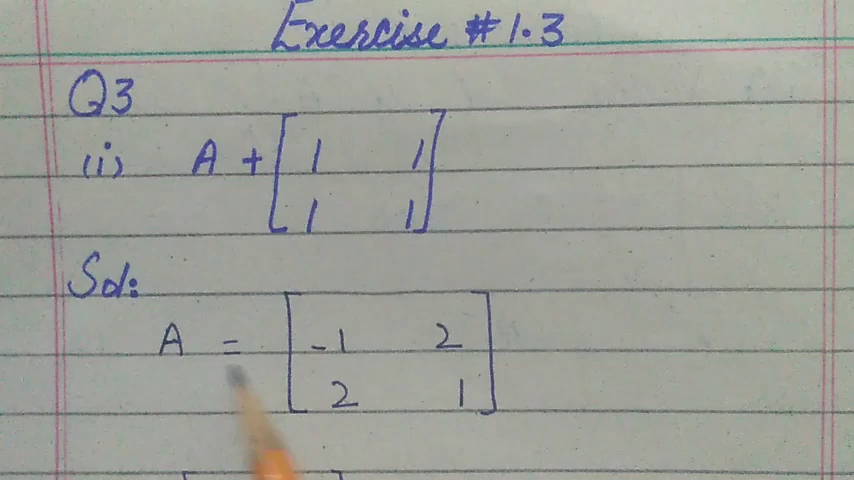 Exercise #1.3
Q3
(i) A + [1 1
1 1]
Sol:
A = [-1 2
2 1]